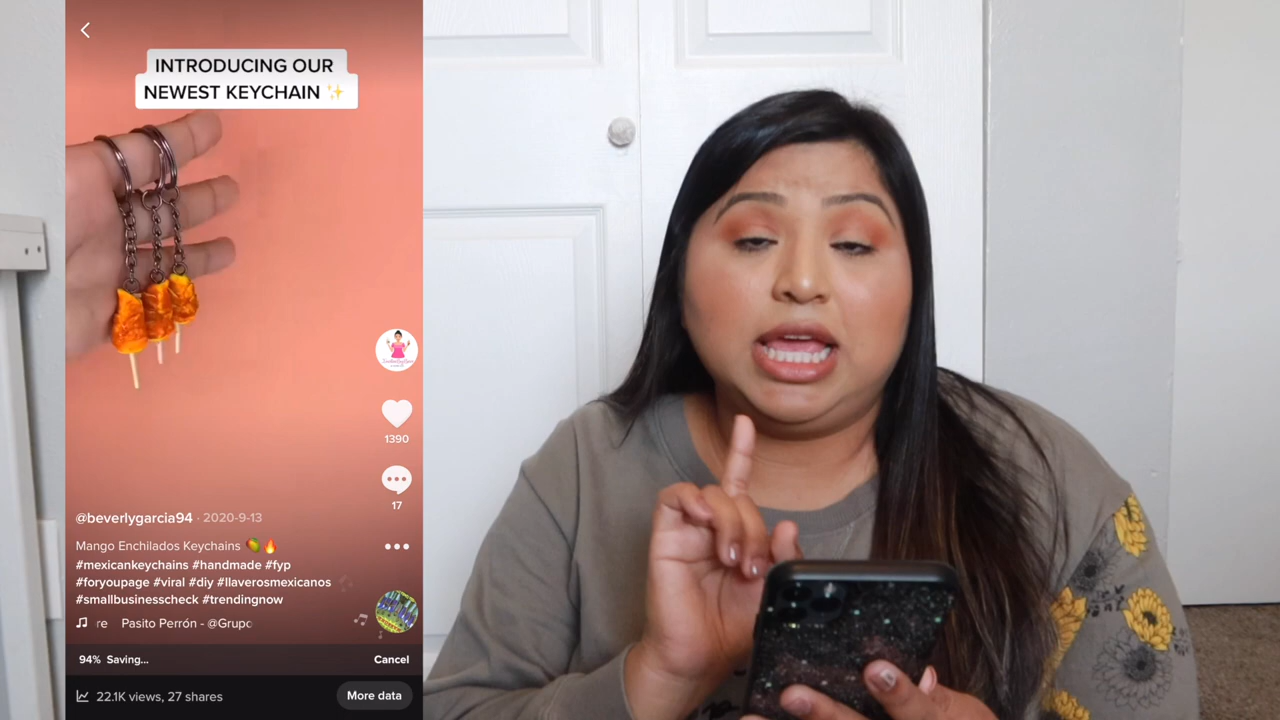 INTRODUCING OUR
NEWEST KEYCHAIN ✨
1390
17
@beverlygarcia94 · 2020-9-13
Mango Enchilados Keychains 🥭🔥
#mexicankeychains #handmade #fyp
#foryoupage #viral #diy #llaverosmexicanos
#smallbusinesscheck #trendingnow
re Pasito Perrón - @Grupo
94% Saving...
Cancel
22.1K views, 27 shares
More data